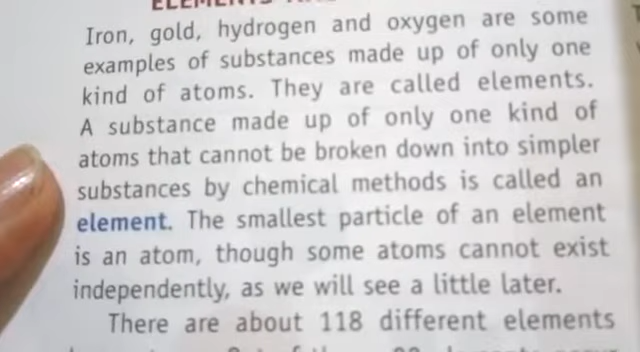 ELEMENTS
Iron, gold, hydrogen and oxygen are some
examples of substances made up of only one
kind of atoms. They are called elements.
A substance made up of only one kind of
atoms that cannot be broken down into simpler
substances by chemical methods is called an
element. The smallest particle of an element
is an atom, though some atoms cannot exist
independently, as we will see a little later.
There are about 118 different elements